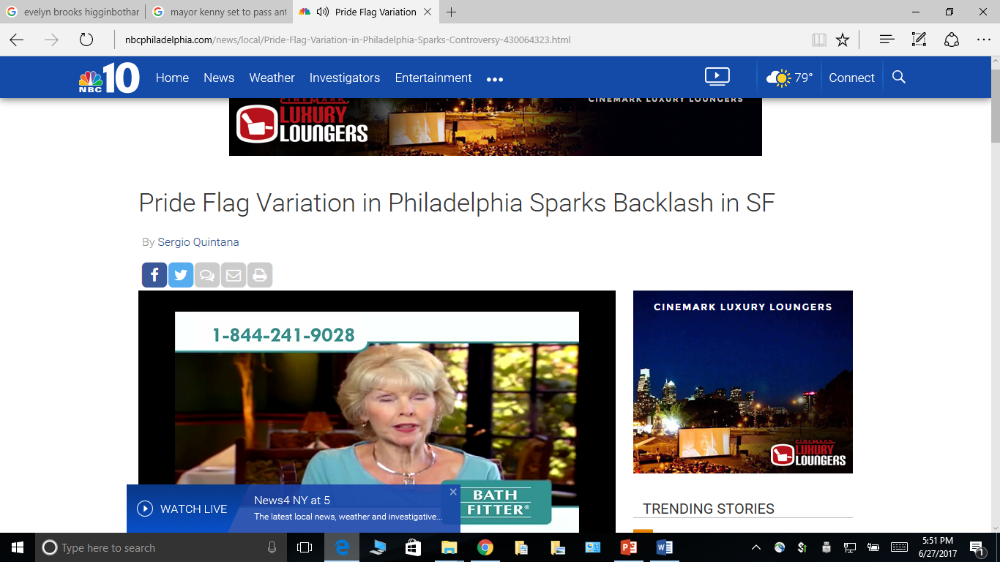 evelyn brooks higginbothar
mayor kenny set to pass ant
Pride Flag Variation
nbcphiladelphia.com/news/local/Pride-Flag-Variation-in-Philadelphia-Sparks-Controversy-430064323.html
NBC 10 Home News Weather Investigators Entertainment 79° Connect
CINEMARK LUXURY LOUNGERS
CINEMARK
LUXURY
LOUNGERS
Pride Flag Variation in Philadelphia Sparks Backlash in SF
By Sergio Quintana
1-844-241-9028
BATH
FITTER®
WATCH LIVE
News4 NY at 5
The latest local news, weather and investigative...
CINEMARK LUXURY LOUNGERS
CINEMARK
LUXURY
LOUNGERS
TRENDING STORIES
Type here to search
5:51 PM
6/27/2017
1